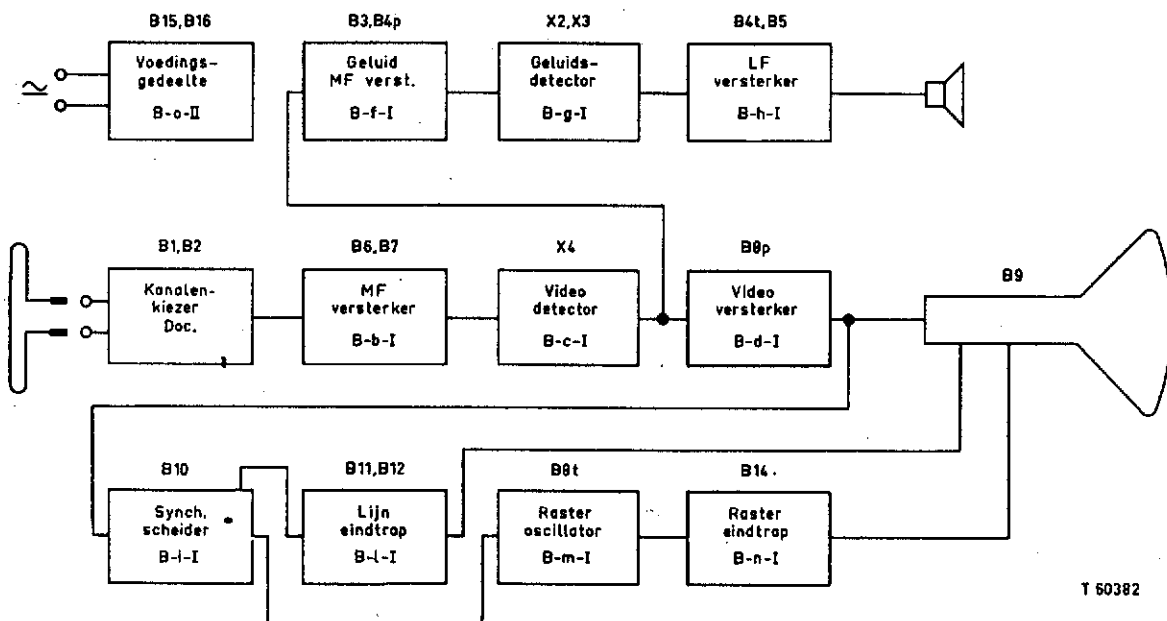 B15, B16
B3, B4p
X2, X3
B4t, B5
Voedings-
gedeelte
B-o-II
Geluid
MF verst.
B-f-I
Geluids-
detector
B-g-I
LF
versterker
B-h-I
B1, B2
B6, B7
X4
B8p
B9
Kanalen-
kiezer
Doc.
MF
versterker
B-b-I
Video
detector
B-c-I
Video
versterker
B-d-I
B10
B11, B12
B8t
B14
Synch.
scheider
B-i-I
Lijn
eindtrap
B-l-I
Raster
oscillator
B-m-I
Raster
eindtrap
B-n-I
T 60382